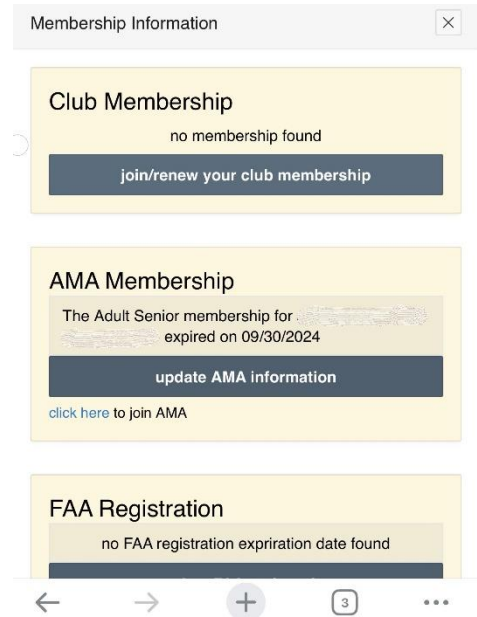 Membership Information
Club Membership
no membership found
join/renew your club membership
AMA Membership
The Adult Senior membership for
expired on 09/30/2024
update AMA information
click here to join AMA
FAA Registration
no FAA registration expriration date found
3